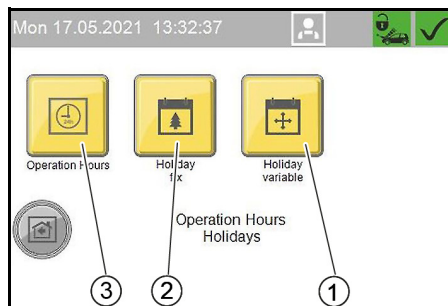 Mon 17.05.2021 13:32:37
24h
Operation Hours
Holiday
fix
Holiday
variable
Operation Hours
Holidays
3
2
1